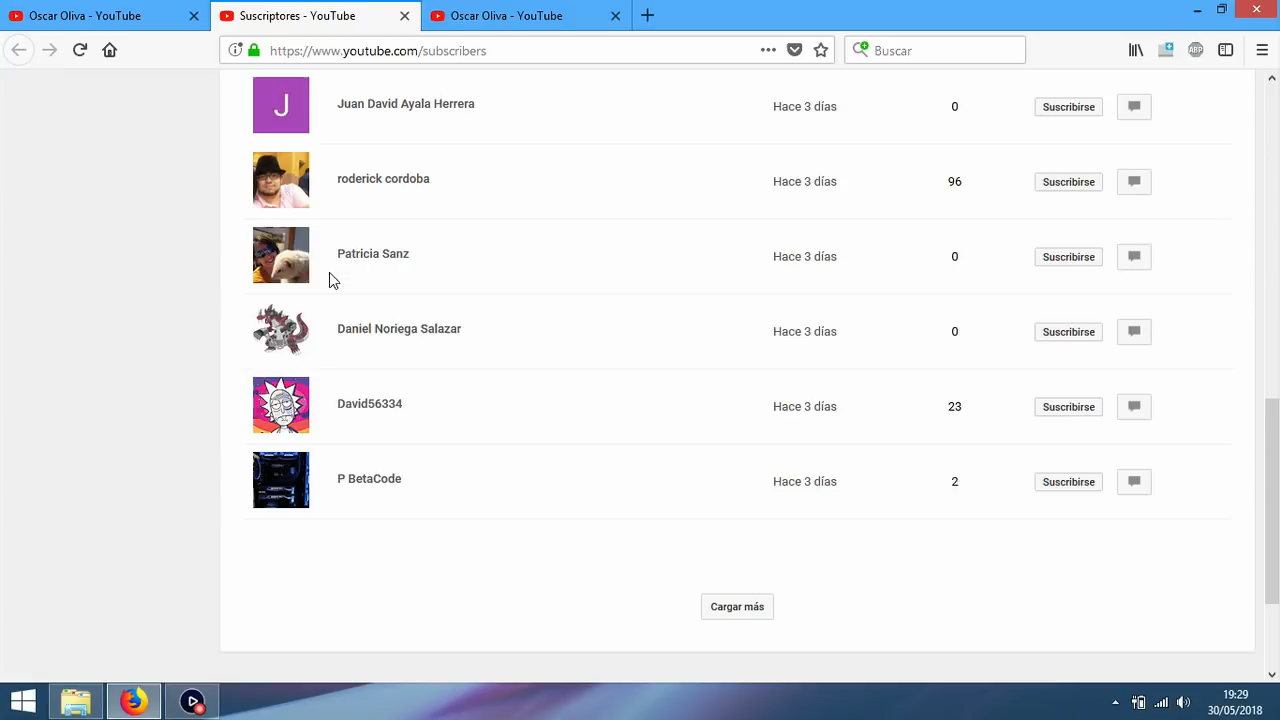 Oscar Oliva - YouTube
Suscriptores - YouTube
Oscar Oliva - YouTube
https://www.youtube.com/subscribers
Buscar
ABP
J
Juan David Ayala Herrera Hace 3 días 0 Suscribirse
roderick cordoba Hace 3 días 96 Suscribirse
Patricia Sanz Hace 3 días 0 Suscribirse
Daniel Noriega Salazar Hace 3 días 0 Suscribirse
David56334 Hace 3 días 23 Suscribirse
P BetaCode Hace 3 días 2 Suscribirse
Cargar más
19:29
30/05/2018